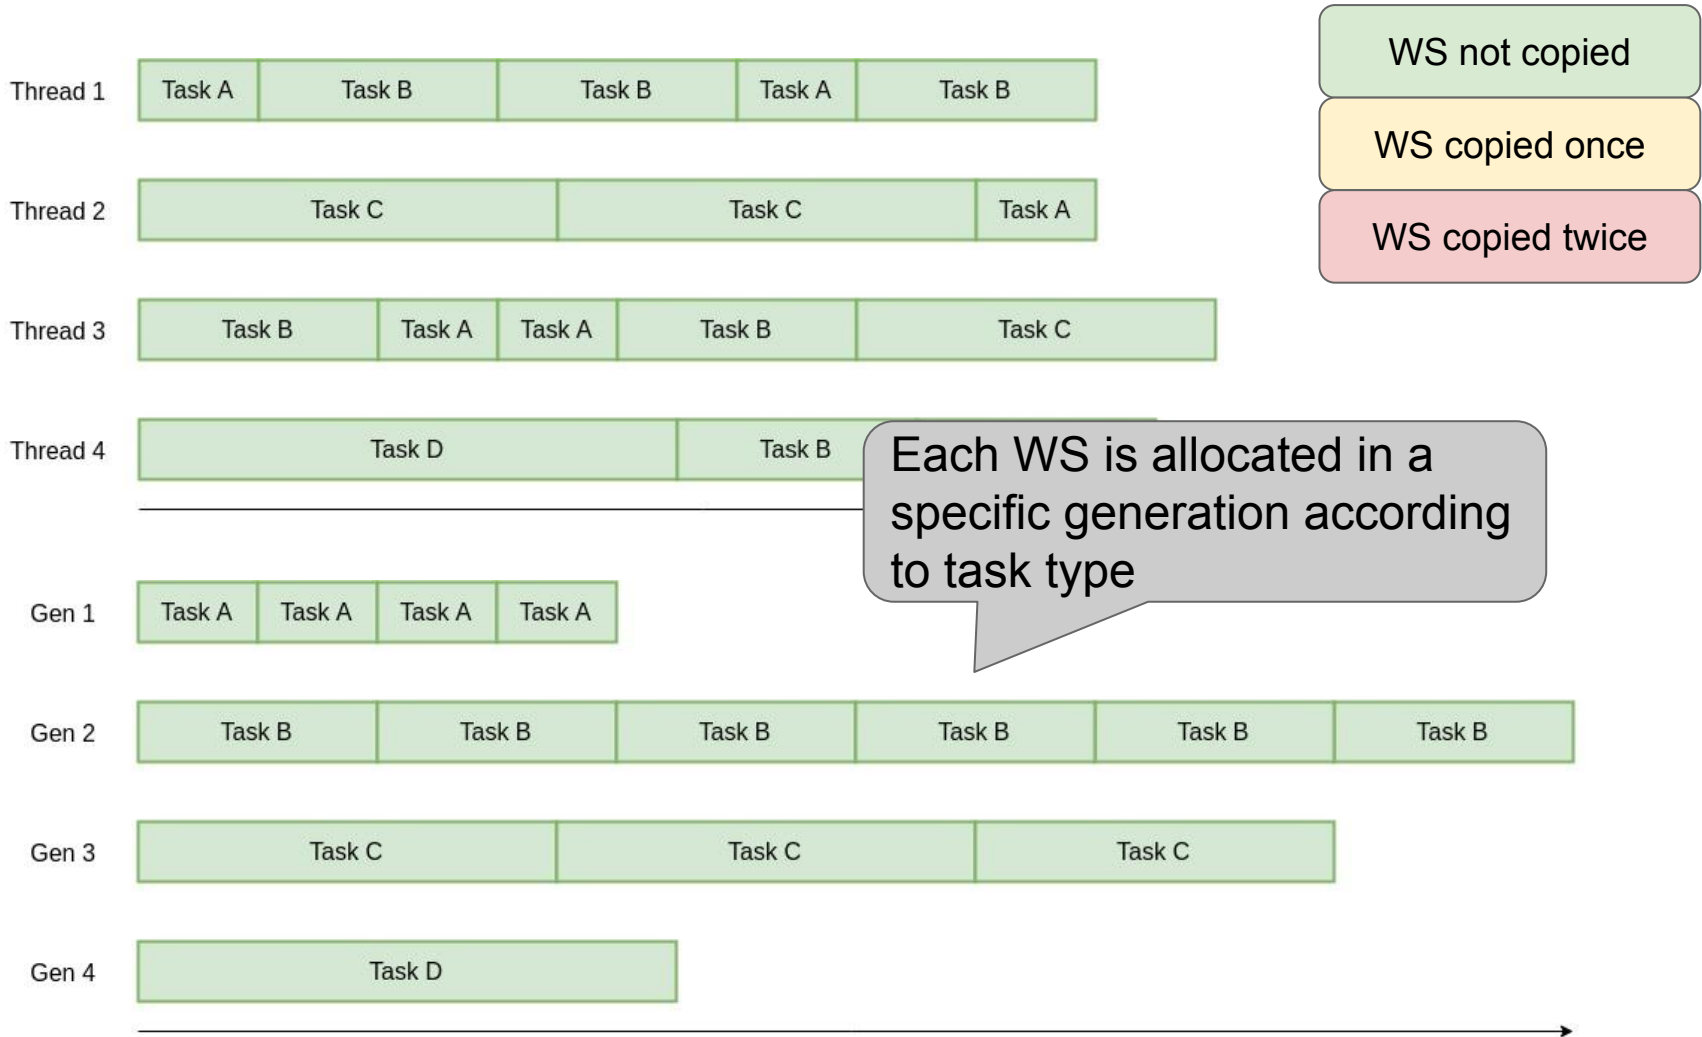 WS not copied
WS copied once
WS copied twice
Thread 1 Task A Task B Task B Task A Task B
Thread 2 Task C Task C Task A
Thread 3 Task B Task A Task A Task B Task C
Thread 4 Task D Task B
Each WS is allocated in a
specific generation according
to task type
Gen 1 Task A Task A Task A Task A
Gen 2 Task B Task B Task B Task B Task B Task B
Gen 3 Task C Task C Task C
Gen 4 Task D